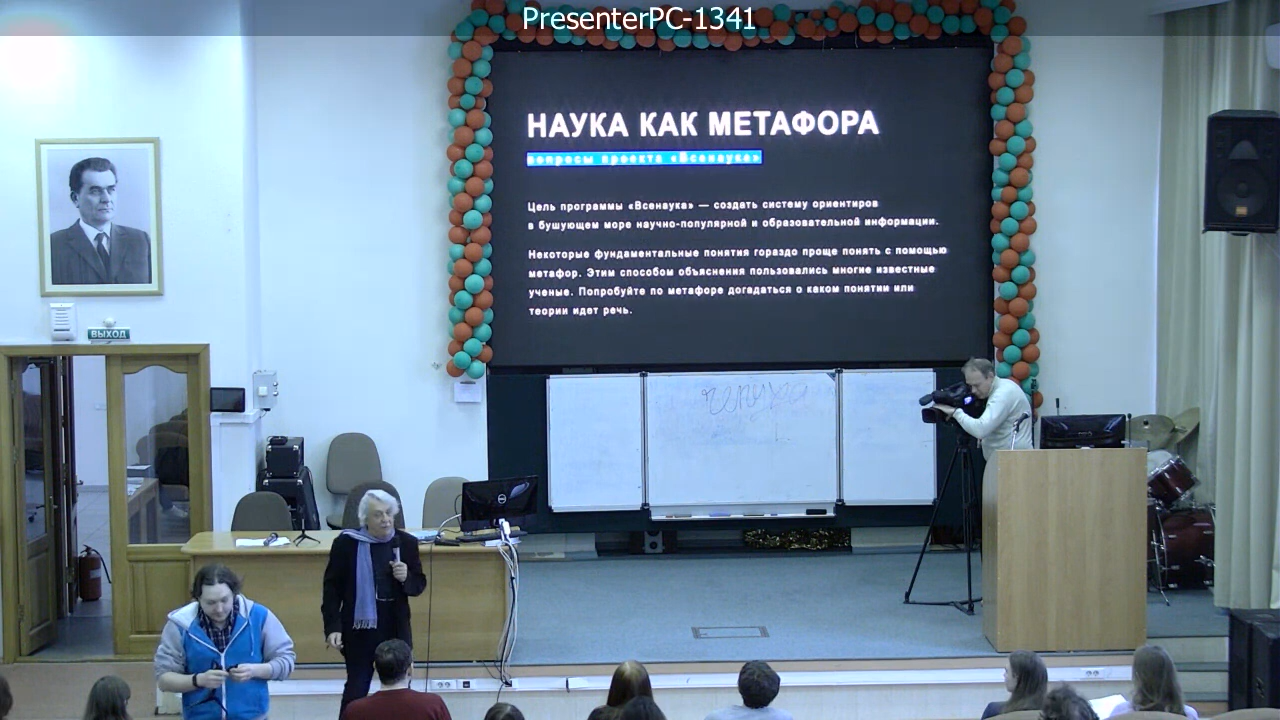 PresenterPC-1341
НАУКА КАК МЕТАФОРА
вопросы проекта «Всенаука»
Цель программы «Всенаука» — создать систему ориентиров
в бушующем море научно-популярной и образовательной информации.
Некоторые фундаментальные понятия гораздо проще понять с помощью
метафор. Этим способом объяснения пользовались многие известные
ученые. Попробуйте по метафоре догадаться о каком понятии или
теории идет речь.
ВЫХОД
DELL